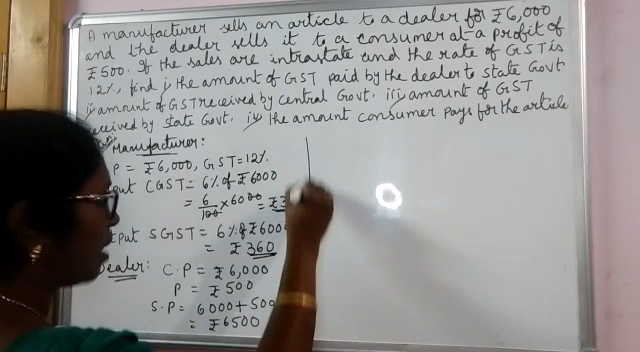 A manufacturer sells an article to a dealer for ₹6,000
and the dealer sells it to a consumer at a profit of
₹500. If the sales are intrastate and the rate of GST is
12%, find i, the amount of GST paid by the dealer to state Govt
ii, amount of GST received by Central Govt. iii, amount of GST
received by State Govt. iv, the amount consumer pays for the article
Manufacturer:
P = ₹6,000, GST = 12%.
put CGST = 6% of ₹6000
= 6/100 × 6000 = ₹3
tput SGST = 6% of ₹600
= ₹ 360
Dealer: C.P = ₹6,000
P = ₹500
S.P = 6000 + 500
= ₹6500